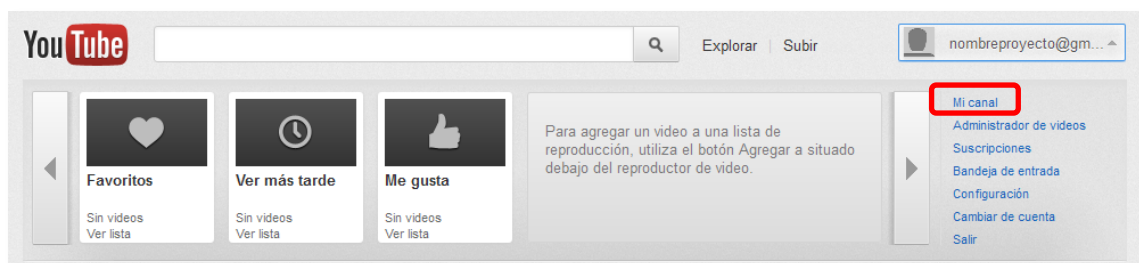 YouTube
Explorar | Subir
nombreproyecto@gm...
Favoritos
Sin videos
Ver lista
Ver más tarde
Sin videos
Ver lista
Me gusta
Sin videos
Ver lista
Para agregar un video a una lista de
reproducción, utiliza el botón Agregar a situado
debajo del reproductor de video.
Mi canal
Administrador de videos
Suscripciones
Bandeja de entrada
Configuración
Cambiar de cuenta
Salir